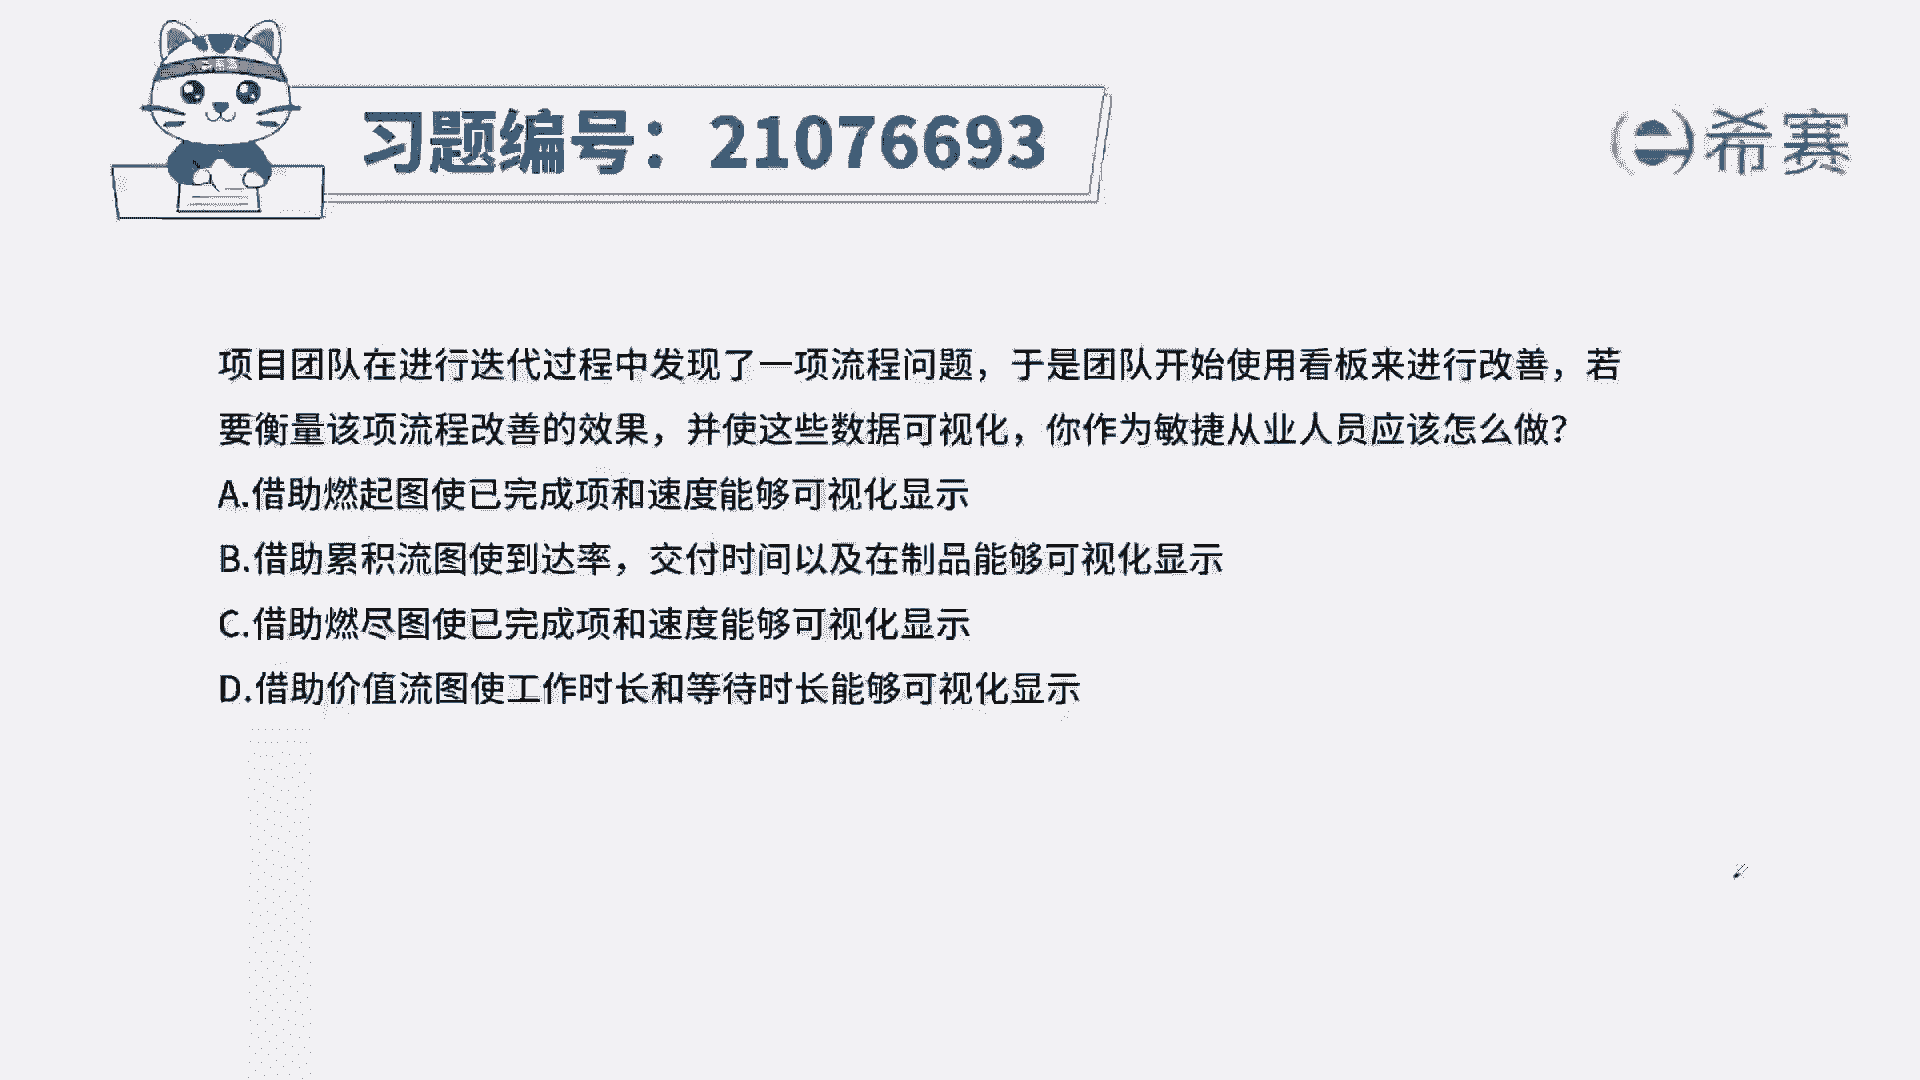 习题编号：21076693
希赛
项目团队在进行迭代过程中发现了一项流程问题，于是团队开始使用看板来进行改善，若
要衡量该项流程改善的效果，并使这些数据可视化，你作为敏捷从业人员应该怎么做？
A.借助燃起图使已完成项和速度能够可视化显示
B.借助累积流图使到达率，交付时间以及在制品能够可视化显示
C.借助燃尽图使已完成项和速度能够可视化显示
D.借助价值流图使工作时长和等待时长能够可视化显示